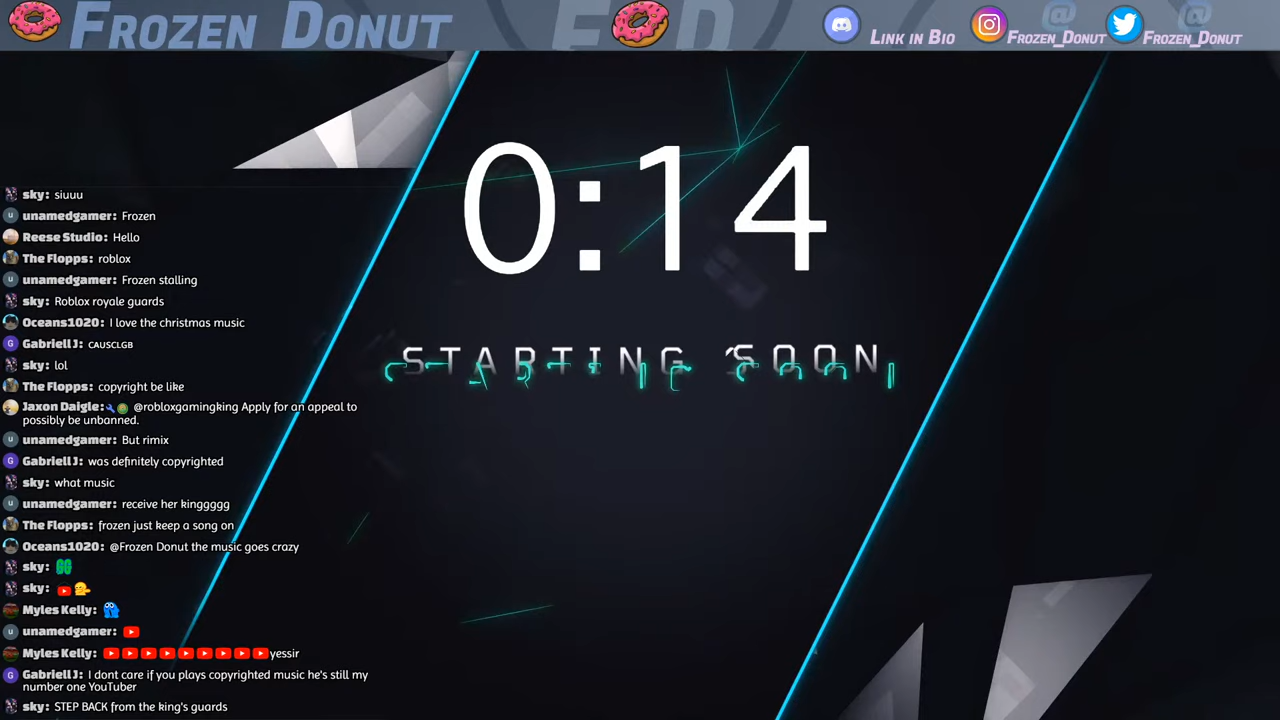 Frozen Donut
Link in Bio
@
Frozen_Donut
@
Frozen_Donut
0:14
STARTING SOON
sky: siuuu
unamedgamer: Frozen
Reese Studio: Hello
The Flopps: roblox
unamedgamer: Frozen stalling
sky: Roblox royale guards
Oceans1020: I love the christmas music
G Gabriell J: CAUSCLGB
sky: lol
The Flopps: copyright be like
Jaxon Daigle: @robloxgamingking Apply for an appeal to
possibly be unbanned.
u unamedgamer: But rimix
G Gabriell J: was definitely copyrighted
sky: what music
u unamedgamer: receive her kinggggg
The Flopps: frozen just keep a song on
Oceans1020: @Frozen Donut the music goes crazy
sky:
sky:
Myles Kelly:
u unamedgamer:
Myles Kelly: yessir
G Gabriell J: I dont care if you plays copyrighted music he's still my
number one YouTuber
sky: STEP BACK from the king's guards